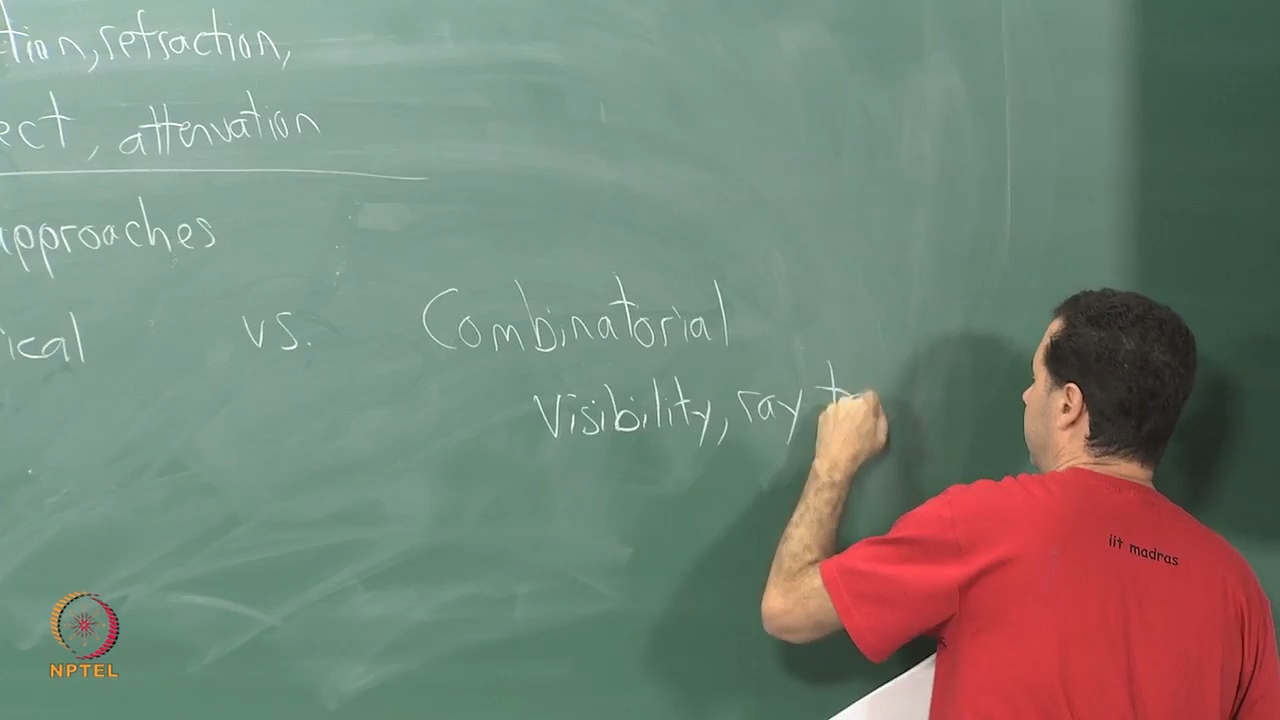 tion, refraction,
ect, attenuation
approaches
ical vs. Combinatorial
Visibility, ray t
iit madras
NPTEL